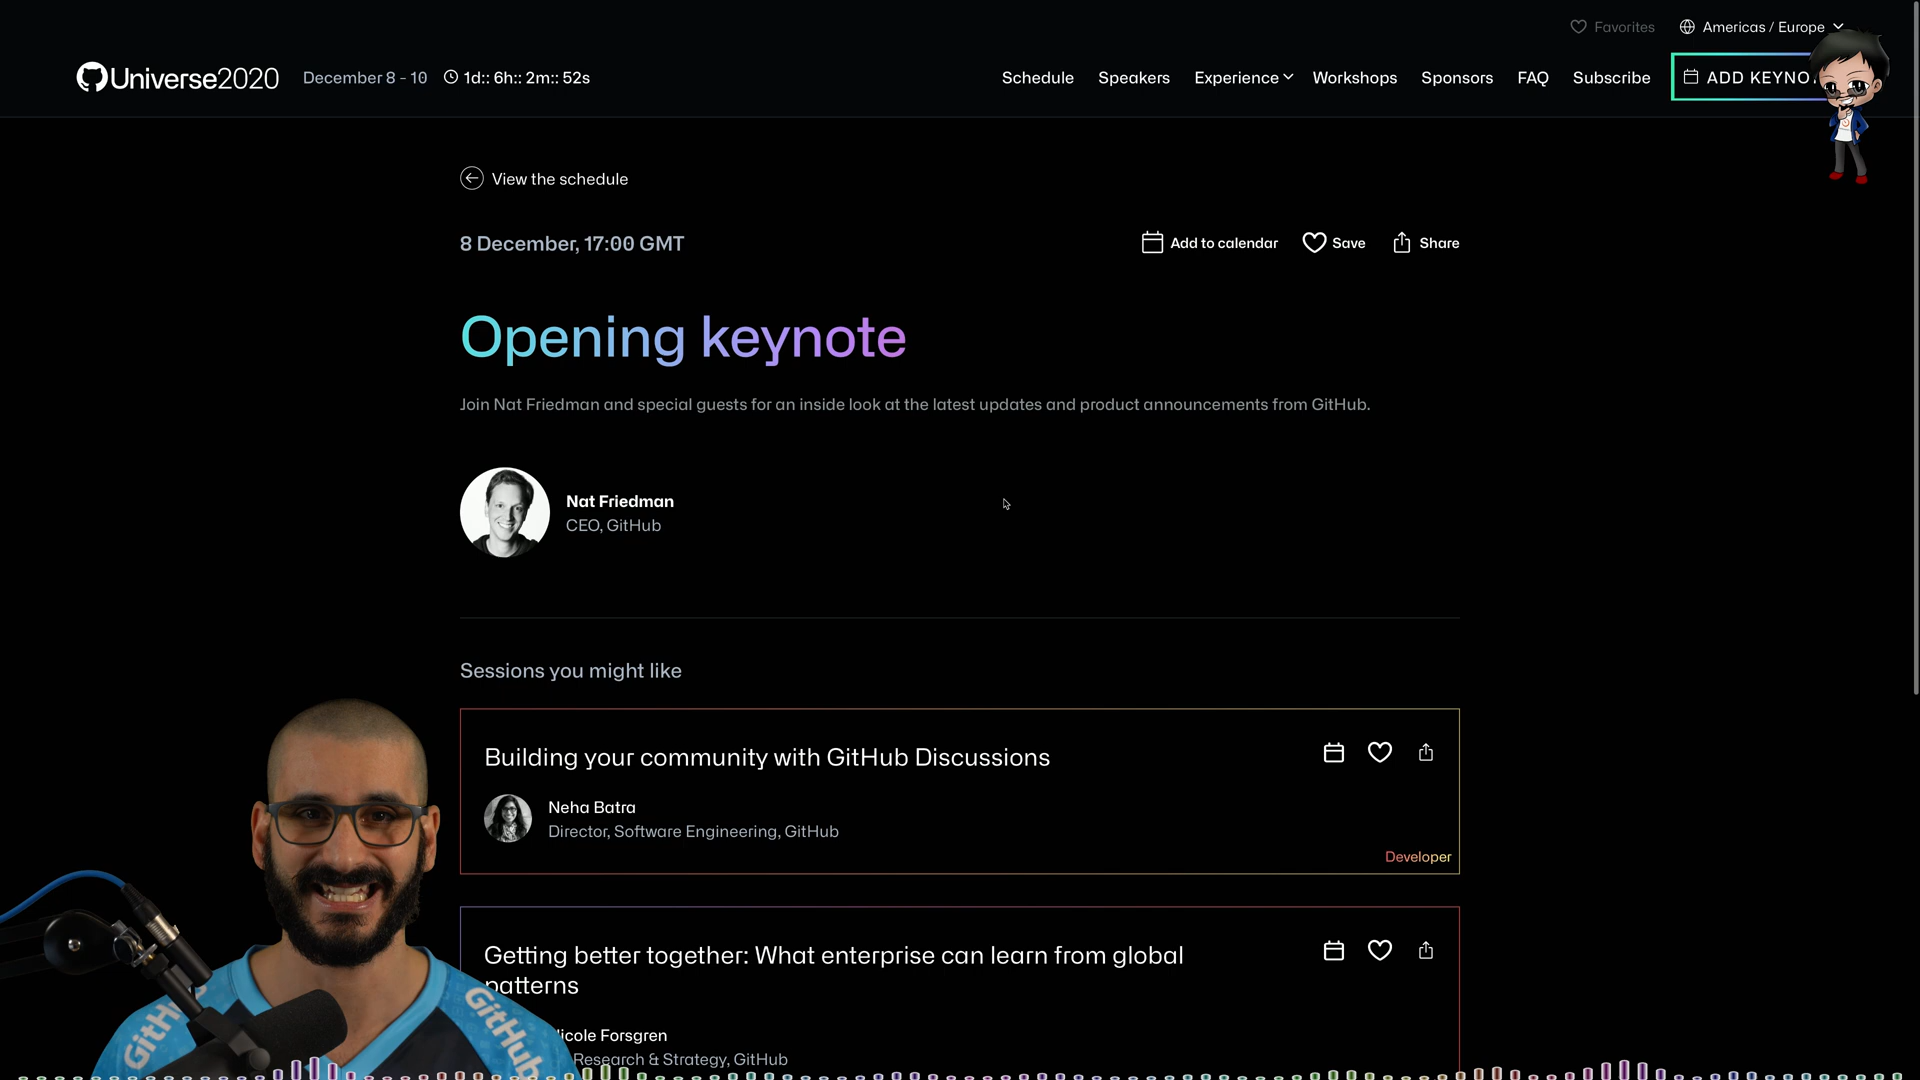 Favorites
Americas / Europe
Universe2020
December 8 - 10
1d:: 6h:: 2m:: 52s
Schedule
Speakers
Experience
Workshops
Sponsors
FAQ
Subscribe
ADD KEYNO
View the schedule
8 December, 17:00 GMT
Add to calendar
Save
Share
Opening keynote
Join Nat Friedman and special guests for an inside look at the latest updates and product announcements from GitHub.
Nat Friedman
CEO, GitHub
Sessions you might like
Building your community with GitHub Discussions
Neha Batra
Director, Software Engineering, GitHub
Developer
Getting better together: What enterprise can learn from global
patterns
icole Forsgren
Research & Strategy, GitHub
GitHub
GitHub